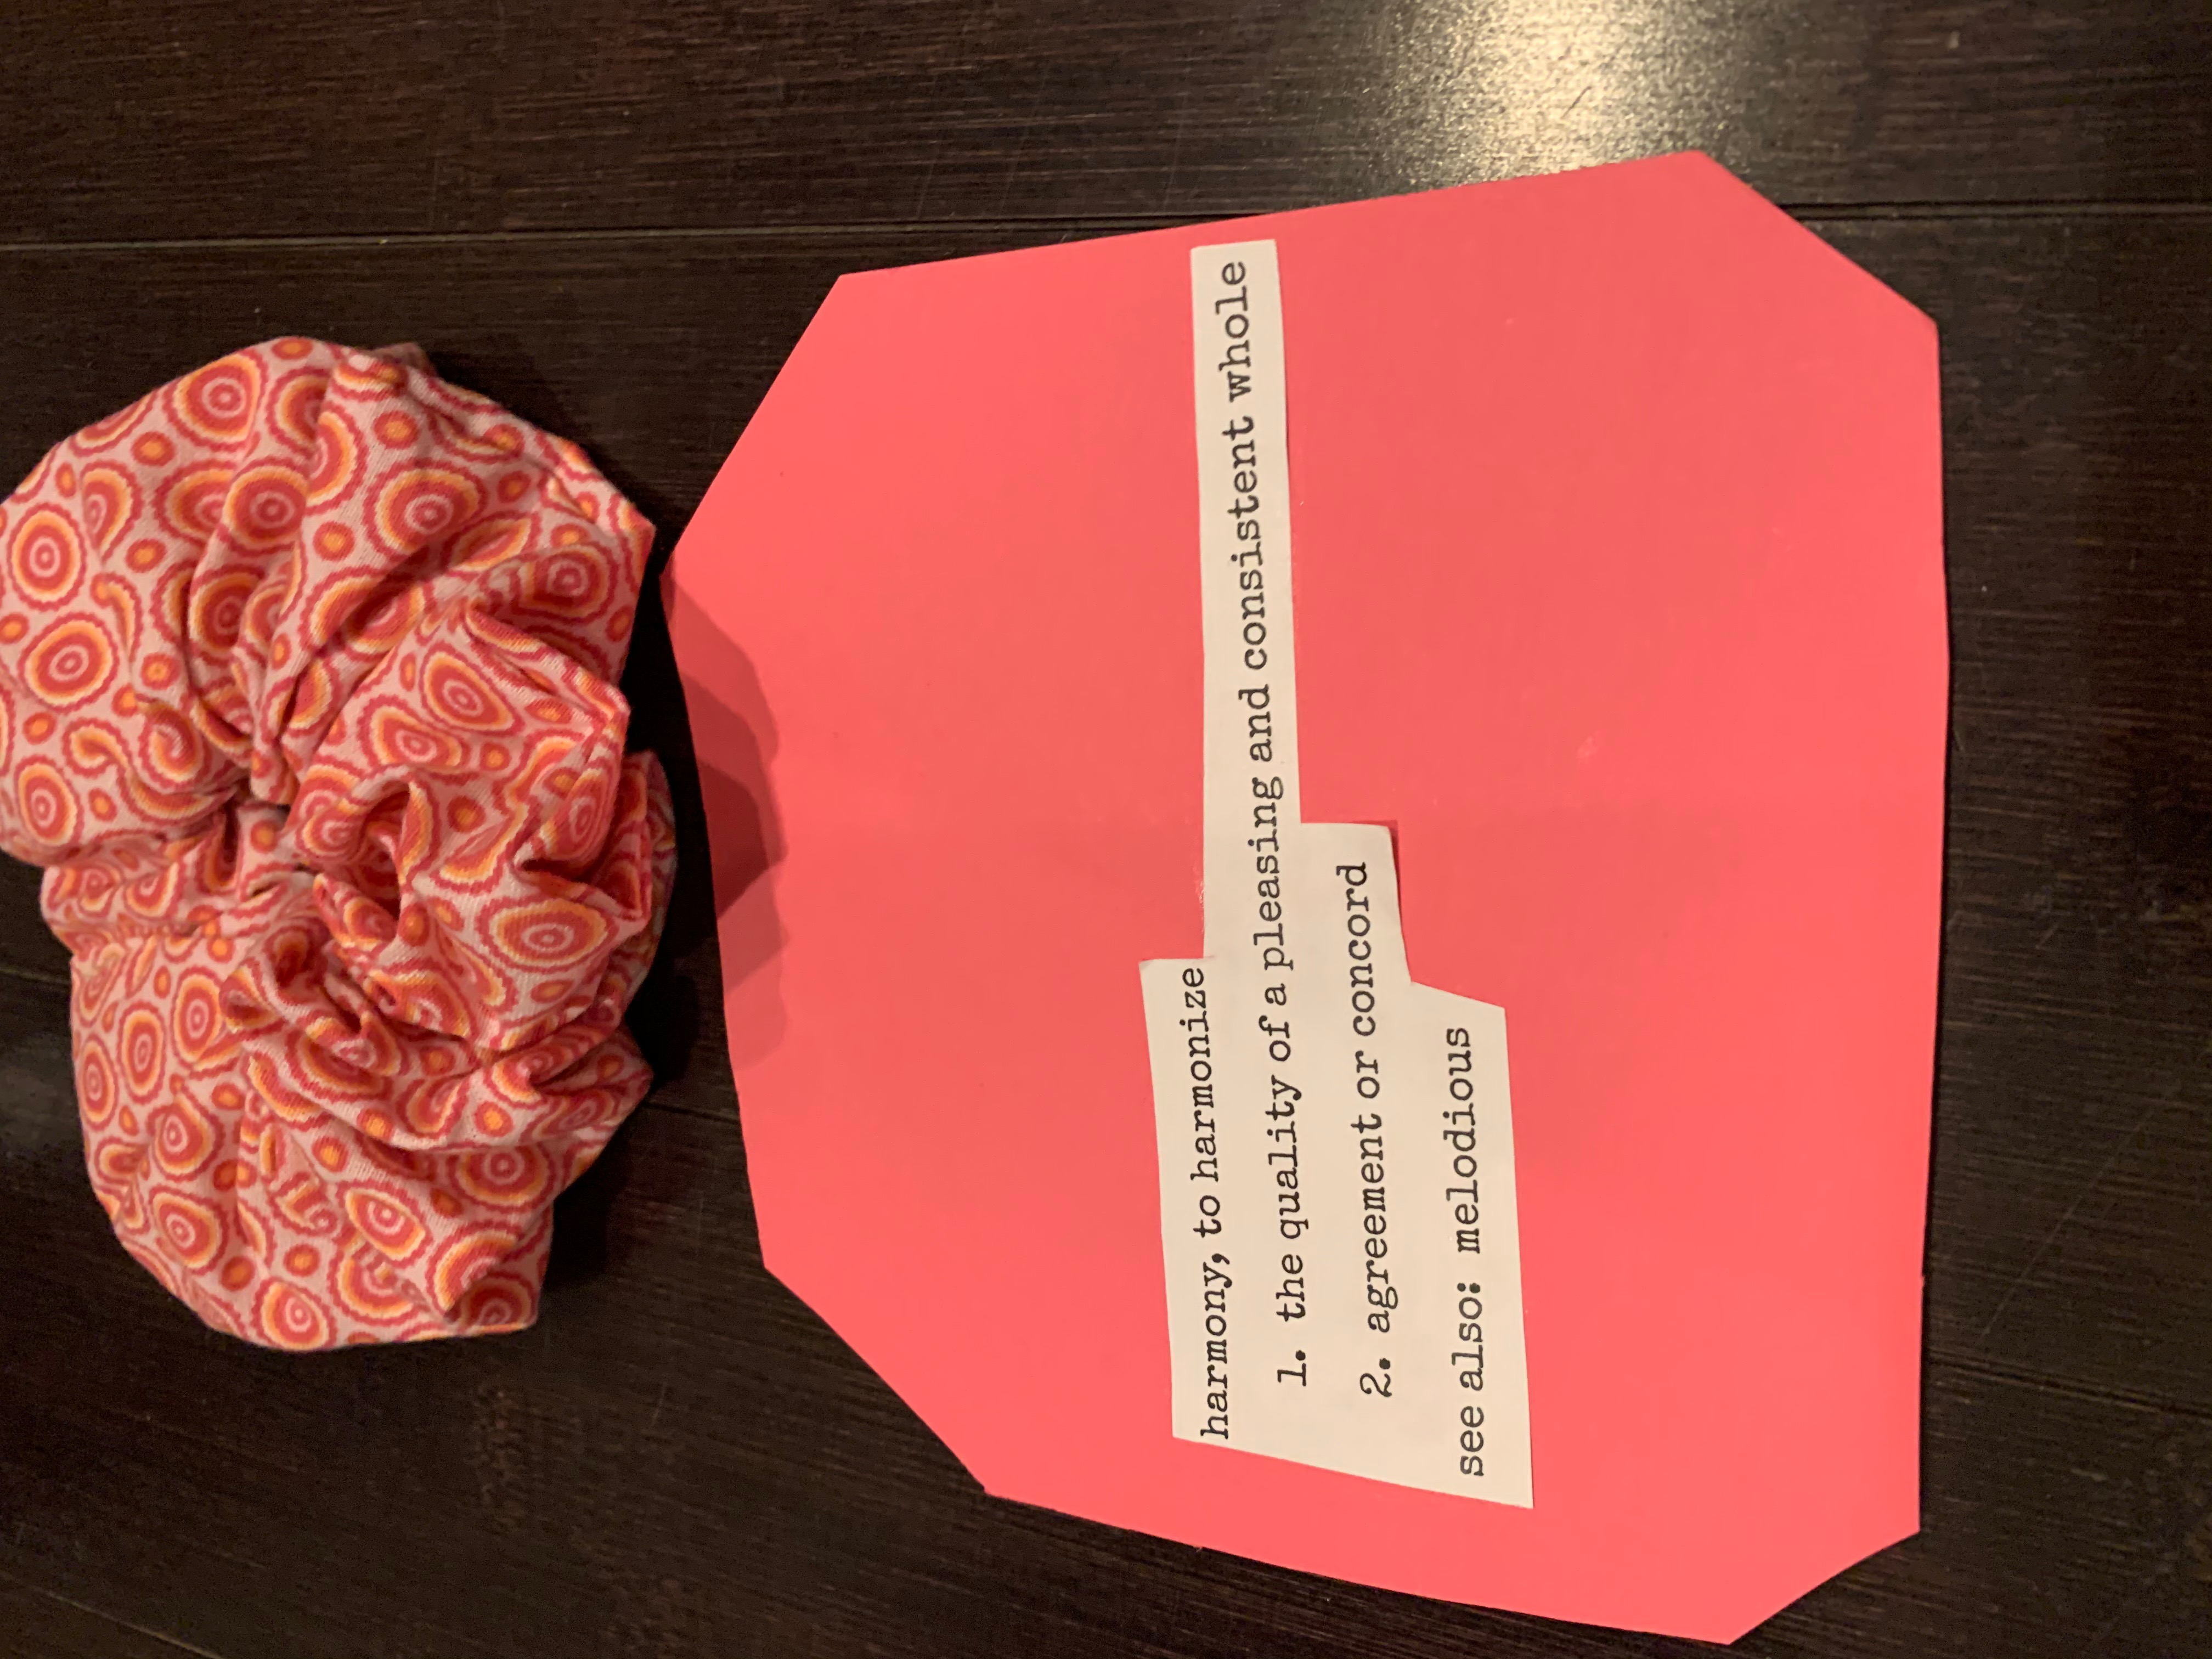 harmony, to harmonize
1. the quality of a pleasing and consistent whole
2. agreement or concord
see also: melodious